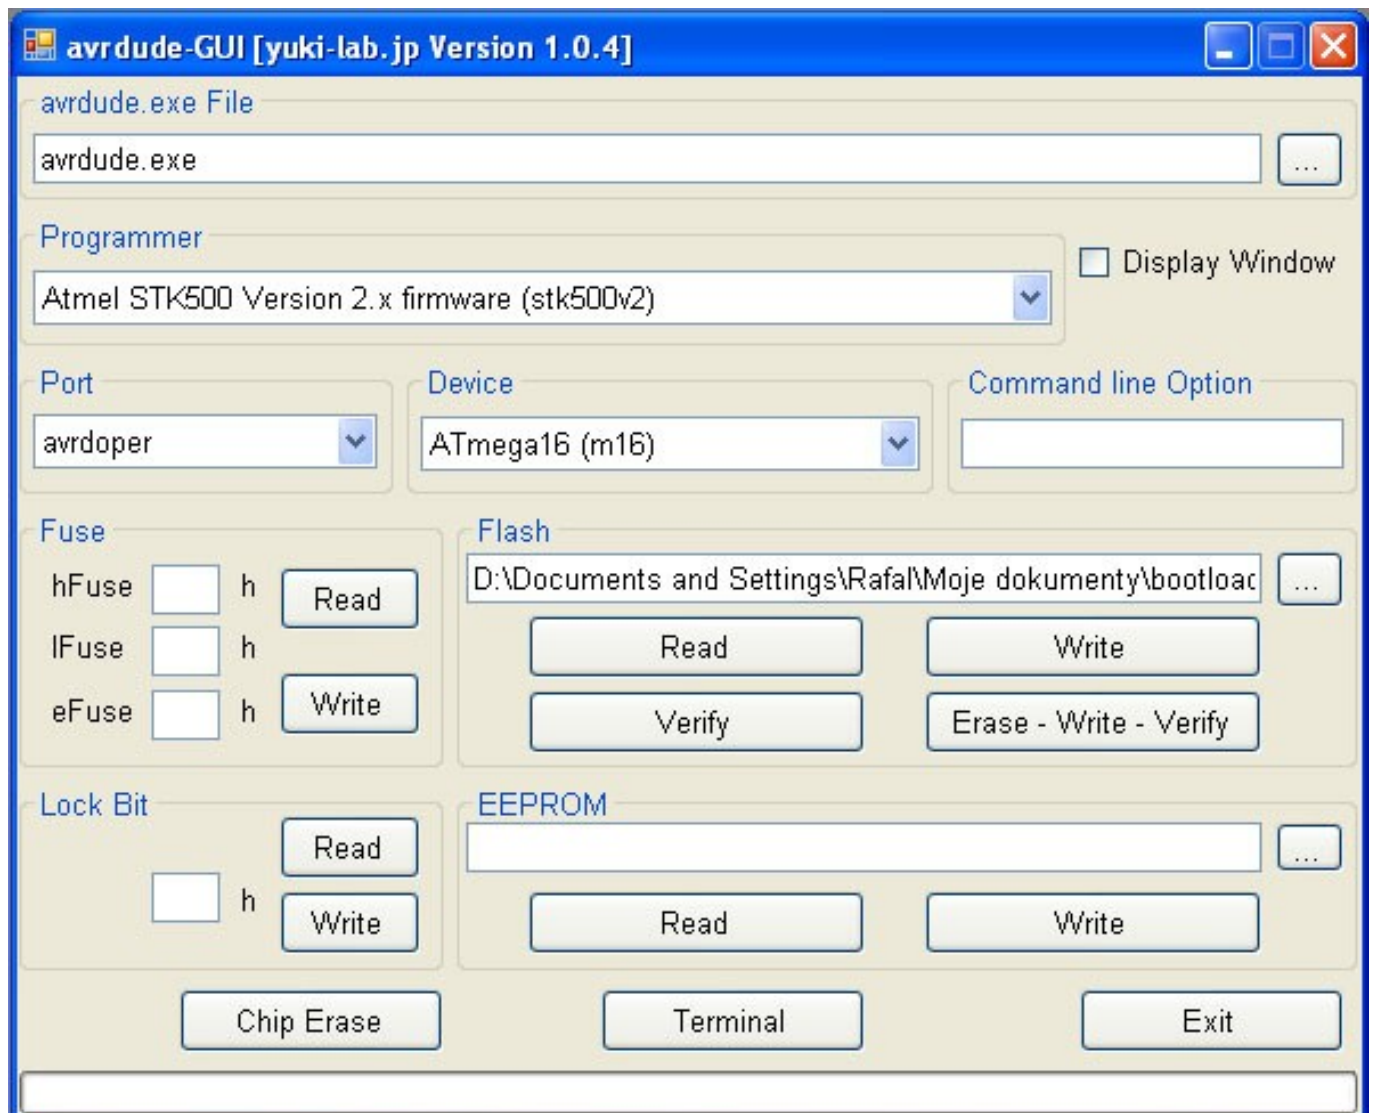 avrdude-GUI [yuki-lab.jp Version 1.0.4]
avrdude.exe File
avrdude.exe
...
Programmer
Atmel STK500 Version 2.x firmware (stk500v2)
Display Window
Port
Device
Command line Option
avrdoper
ATmega16 (m16)
Fuse
hFuse h
Read
lFuse h
eFuse h
Write
Flash
D:\Documents and Settings\Rafal\Moje dokumenty\bootloac
...
Read Write
Verify Erase - Write - Verify
Lock Bit
Read
h
Write
EEPROM
...
Read Write
Chip Erase Terminal Exit